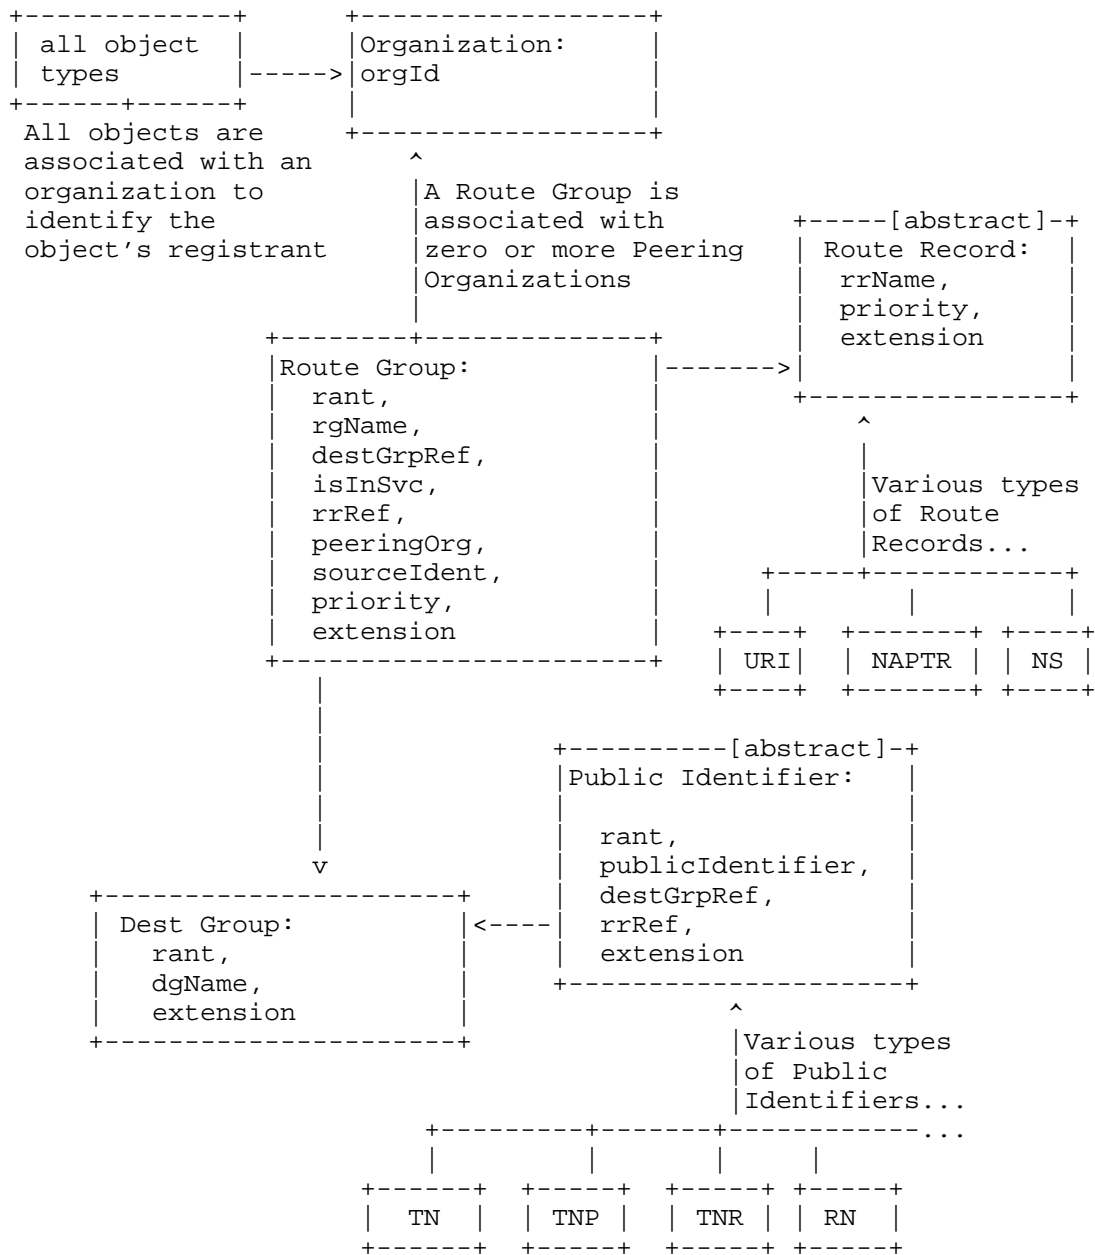 all object
types
Organization:
orgId
All objects are
associated with an
organization to
identify the
object's registrant
A Route Group is
associated with
zero or more Peering
Organizations
[abstract]
Route Record:
rrName,
priority,
extension
Route Group:
rant,
rgName,
destGrpRef,
isInSvc,
rrRef,
peeringOrg,
sourceIdent,
priority,
extension
Various types
of Route
Records...
URI
NAPTR
NS
[abstract]
Public Identifier:
rant,
publicIdentifier,
destGrpRef,
rrRef,
extension
Dest Group:
rant,
dgName,
extension
Various types
of Public
Identifiers...
...
TN
TNP
TNR
RN